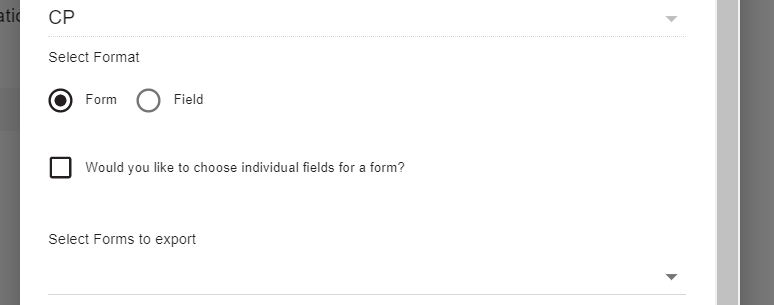 CP
Select Format
Form Field
Would you like to choose individual fields for a form?
Select Forms to export